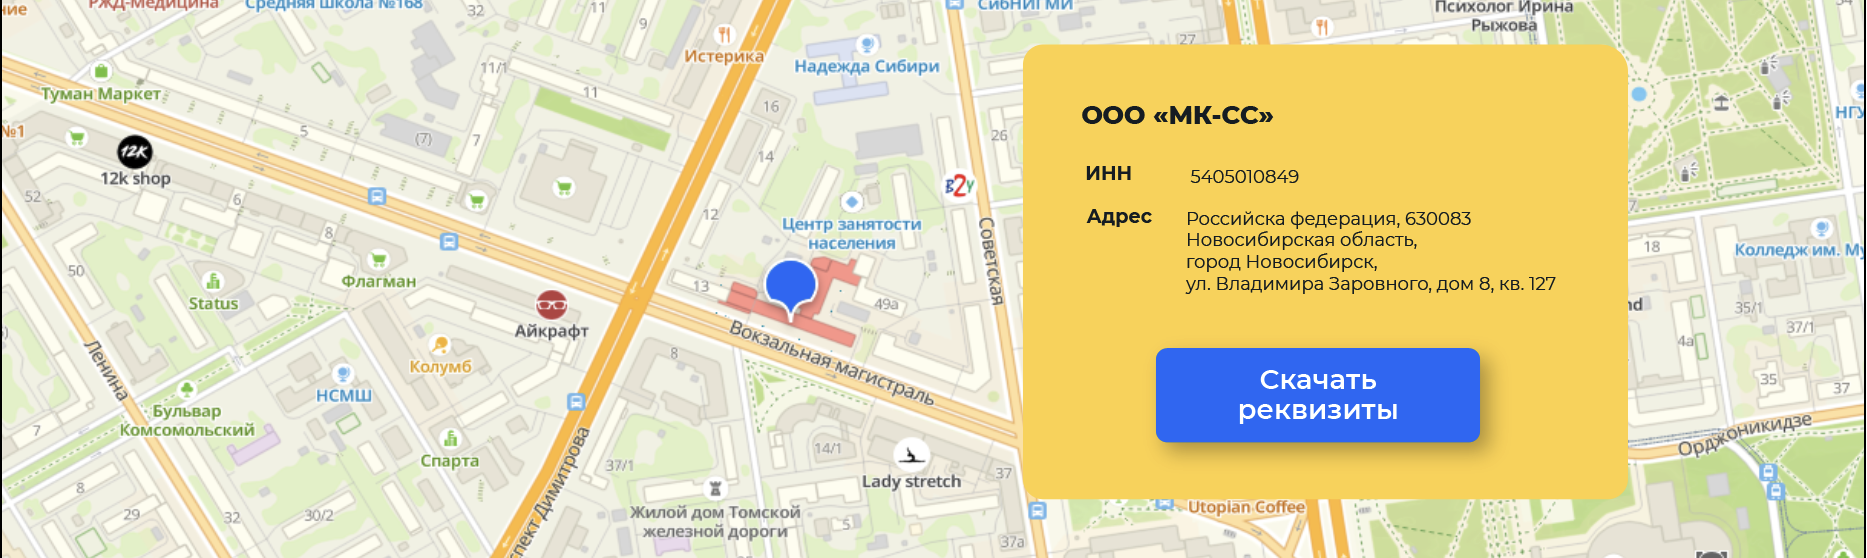 ние
РЖД-Медицина
Средняя школа №168
32
9
СибНИГМИ
Психолог Ирина
Рыжова
27
Истерика
Надежда Сибири
11/1
11
16
Туман Маркет
№1
5
(7)
7
26
НГУ
14
12K
12k shop
B2Y
52
6
12
Центр занятости
населения
Советская
50
Флагман
Status
13
49а
Айкрафт
Вокзальная магистраль
8
Ленина
Колумб
НСМШ
Бульвар
Комсомольский
7
Спарта
проспект Димитрова
37/1
14/1
Lady stretch
37
8
29
32
30/2
Жилой дом Томской
железной дороги
5
37а
Utopian Coffee
ООО «МК-СС»
ИНН
5405010849
Адрес
Российска федерация, 630083
Новосибирская область,
город Новосибирск,
ул. Владимира Заровного, дом 8, кв. 127
Скачать
реквизиты
7
18
Колледж им. Му
nd
35/1
37/1
4а
35
37
Орджоникидзе